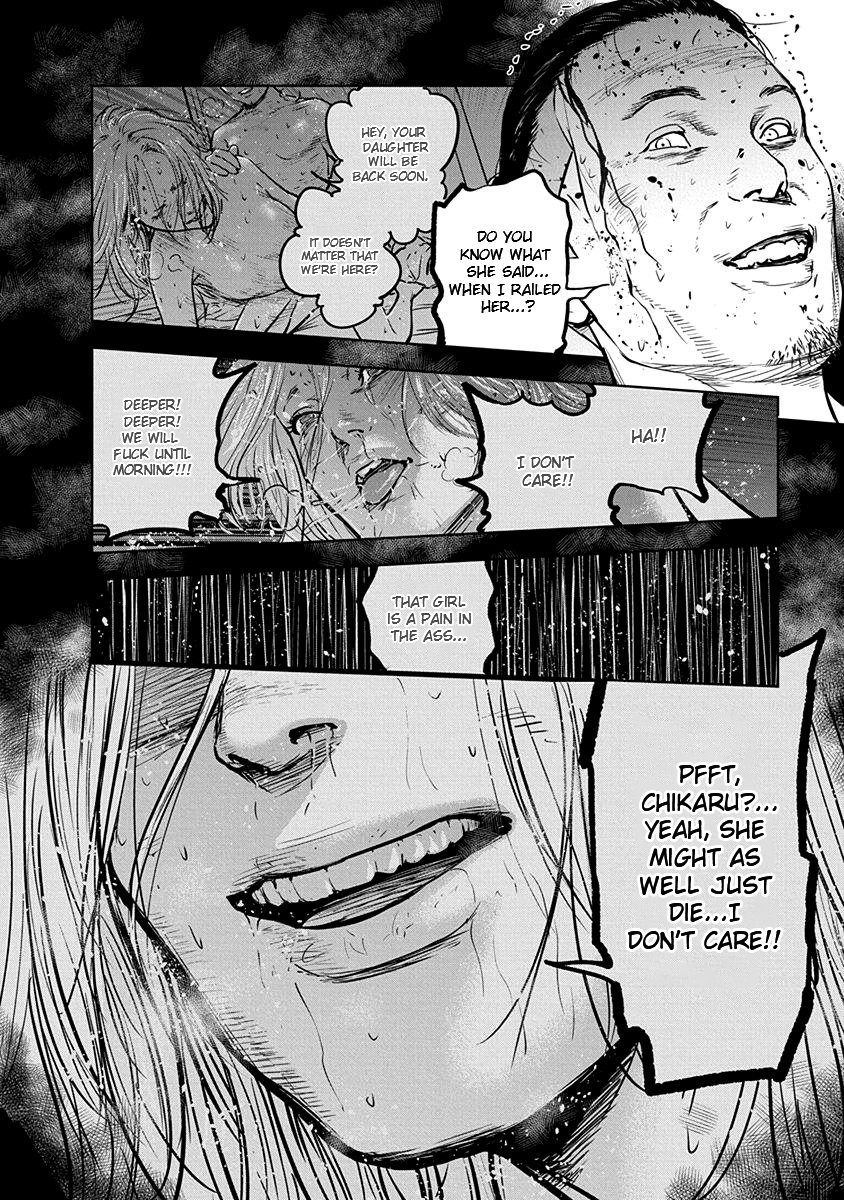 DO YOU
KNOW WHAT
SHE SAID...
WHEN I RAILED
HER...?
HEY, YOUR
DAUGHTER
WILL BE
BACK SOON.
IT DOESN'T
MATTER THAT
WE'RE HERE?
HA!!
I DON'T
CARE!!
DEEPER!
DEEPER!
WE WILL
FUCK UNTIL
MORNING!!!
THAT GIRL
IS A PAIN IN
THE ASS...
PFFT,
CHIKARU?...
YEAH, SHE
MIGHT AS
WELL JUST
DIE...I
DON'T CARE!!